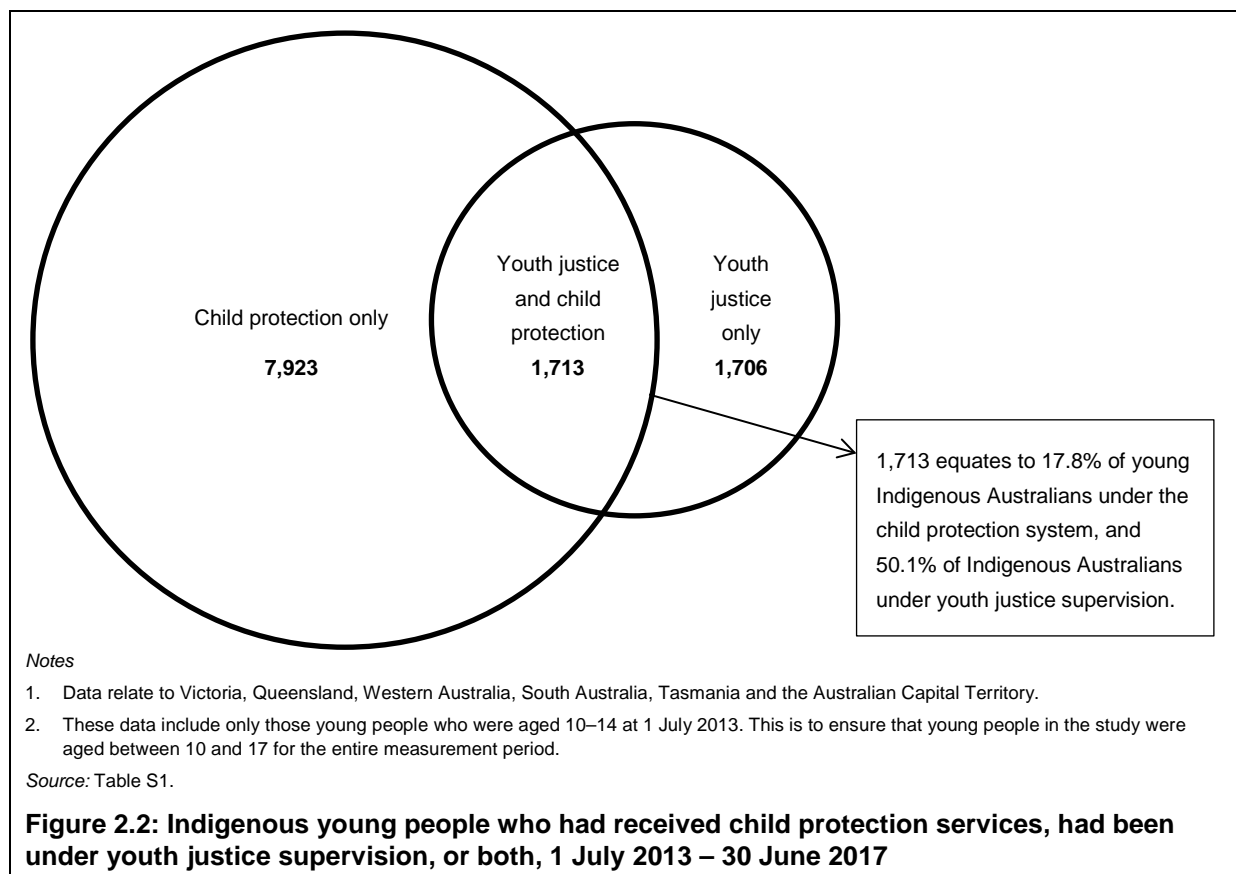 Child protection only
7,923
Youth justice
and child
protection
1,713
Youth
justice
only
1,706
1,713 equates to 17.8% of young
Indigenous Australians under the
child protection system, and
50.1% of Indigenous Australians
under youth justice supervision.
Notes
1. Data relate to Victoria, Queensland, Western Australia, South Australia, Tasmania and the Australian Capital Territory.
2. These data include only those young people who were aged 10–14 at 1 July 2013. This is to ensure that young people in the study were
aged between 10 and 17 for the entire measurement period.
Source: Table S1.
Figure 2.2: Indigenous young people who had received child protection services, had been
under youth justice supervision, or both, 1 July 2013 – 30 June 2017